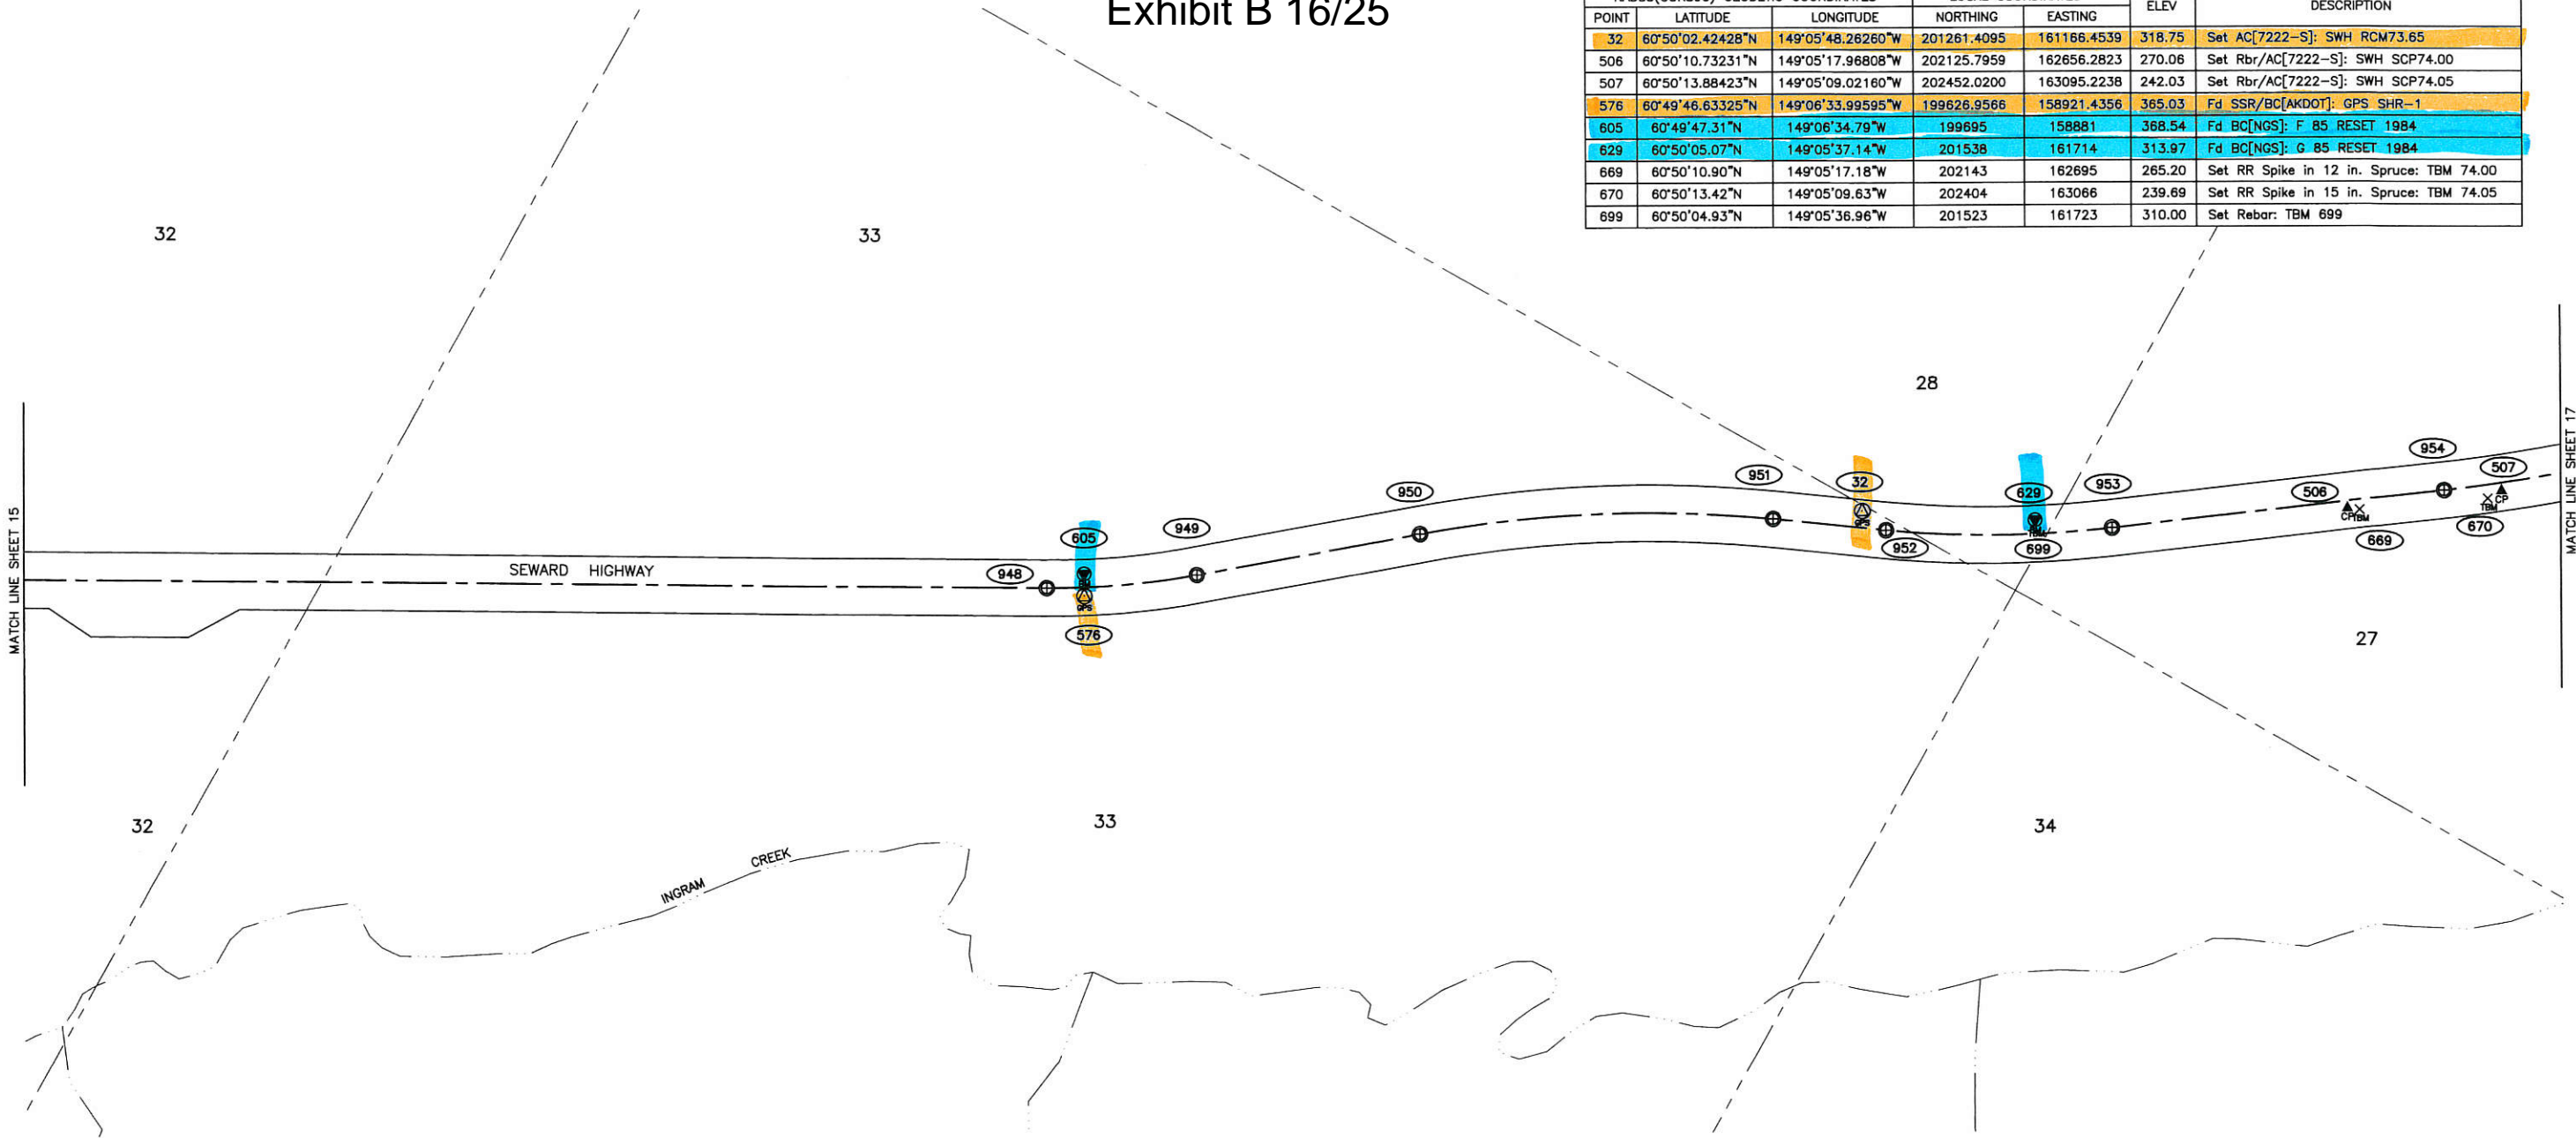 Exhibit B 16/25
ELEV DESCRIPTION
POINT LATITUDE LONGITUDE NORTHING EASTING
32 60°50'02.42428"N 149°05'48.26260"W 201261.4095 161166.4539 318.75 Set AC[7222-S]: SWH RCM73.65
506 60°50'10.73231"N 149°05'17.96808"W 202125.7959 162656.2823 270.06 Set Rbr/AC[7222-S]: SWH SCP74.00
507 60°50'13.88423"N 149°05'09.02160"W 202452.0200 163095.2238 242.03 Set Rbr/AC[7222-S]: SWH SCP74.05
576 60°49'46.63325"N 149°06'33.99595"W 199626.9566 158921.4356 365.03 Fd SSR/BC[AKDOT]: GPS SHR-1
605 60°49'47.31"N 149°06'34.79"W 199695 158881 368.54 Fd BC[NGS]: F 85 RESET 1984
629 60°50'05.07"N 149°05'37.14"W 201538 161714 313.97 Fd BC[NGS]: G 85 RESET 1984
669 60°50'10.90"N 149°05'17.18"W 202143 162695 265.20 Set RR Spike in 12 in. Spruce: TBM 74.00
670 60°50'13.42"N 149°05'09.63"W 202404 163066 239.69 Set RR Spike in 15 in. Spruce: TBM 74.05
699 60°50'04.93"N 149°05'36.96"W 201523 161723 310.00 Set Rebar: TBM 699
32
33
28
MATCH LINE SHEET 15
MATCH LINE SHEET 17
954
507
951
32
629
953
950
506
CP
TBM
CP
TBM
GPS
949
605
670
669
952
699
SEWARD HIGHWAY
948
GPS
576
27
32
33
34
INGRAM CREEK